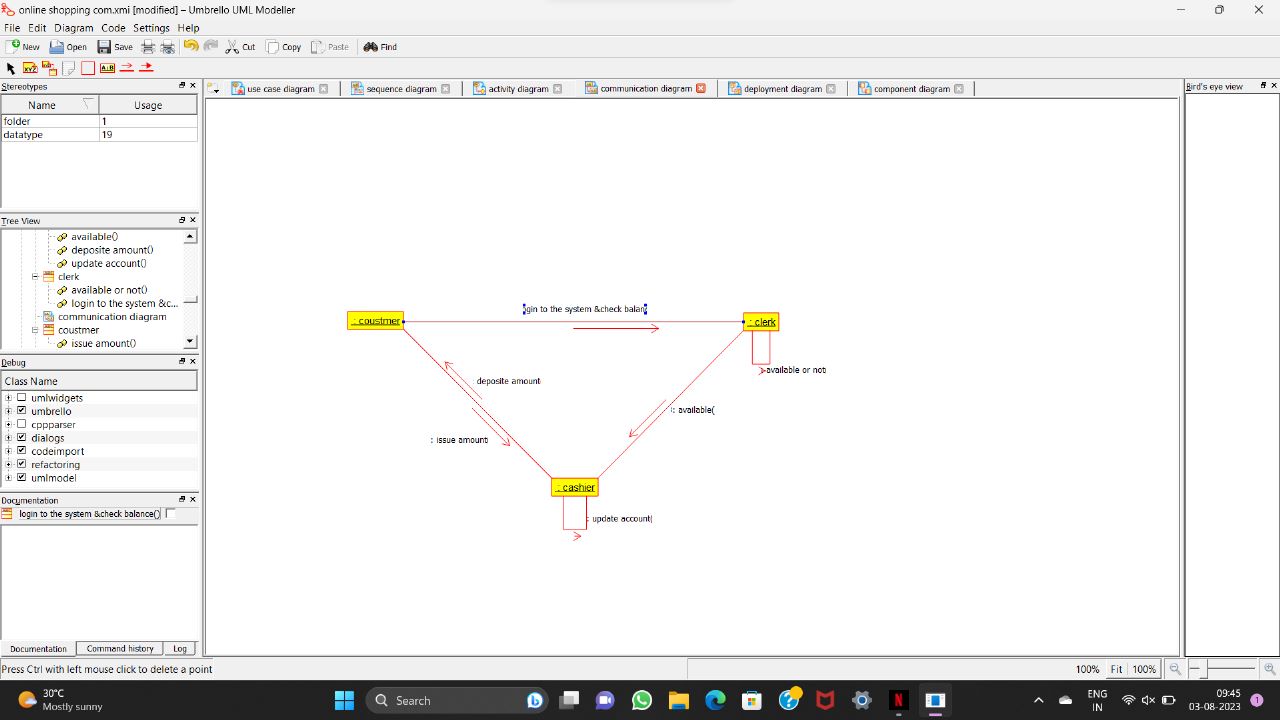 online shopping com.xmi [modified] – Umbrello UML Modeller
File Edit Diagram Code Settings Help
New Open Save Cut Copy Paste Find
Stereotypes
Name Usage
folder 1
datatype 19
Tree View
available()
deposite amount()
update account()
clerk
available or not()
login to the system &c...
communication diagram
coustmer
issue amount()
Debug
Class Name
umlwidgets
umbrello
cppparser
dialogs
codeimport
refactoring
umlmodel
Documentation
login to the system &check balance()
Documentation Command history Log
use case diagram sequence diagram activity diagram communication diagram deployment diagram component diagram
Bird's eye view
gin to the system &check balan
: coustmer
: clerk
available or not
deposite amount
: available(
: issue amount
: cashier
: update account(
Press Ctrl with left mouse click to delete a point
100% Fit 100%
30°C
Mostly sunny
Search
ENG
IN
09:45
03-08-2023
1